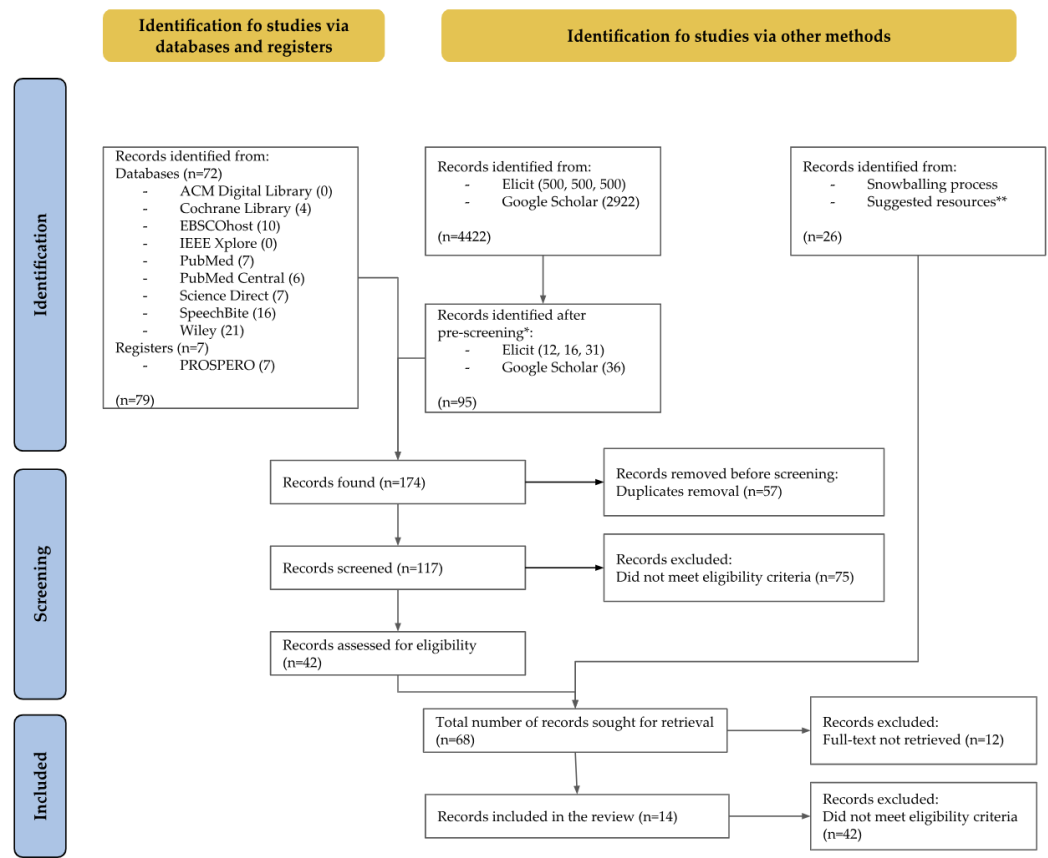 Identification fo studies via
databases and registers
Identification fo studies via other methods
Identification
Records identified from:
Databases (n=72)
- ACM Digital Library (0)
- Cochrane Library (4)
- EBSCOhost (10)
- IEEE Xplore (0)
- PubMed (7)
- PubMed Central (6)
- Science Direct (7)
- SpeechBite (16)
- Wiley (21)
Registers (n=7)
- PROSPERO (7)
(n=79)
Records identified from:
- Elicit (500, 500, 500)
- Google Scholar (2922)
(n=4422)
Records identified from:
- Snowballing process
- Suggested resources**
(n=26)
Records identified after
pre-screening*:
- Elicit (12, 16, 31)
- Google Scholar (36)
(n=95)
Screening
Records found (n=174)
Records removed before screening:
Duplicates removal (n=57)
Records screened (n=117)
Records excluded:
Did not meet eligibility criteria (n=75)
Records assessed for eligibility
(n=42)
Included
Total number of records sought for retrieval
(n=68)
Records excluded:
Full-text not retrieved (n=12)
Records included in the review (n=14)
Records excluded:
Did not meet eligibility criteria
(n=42)